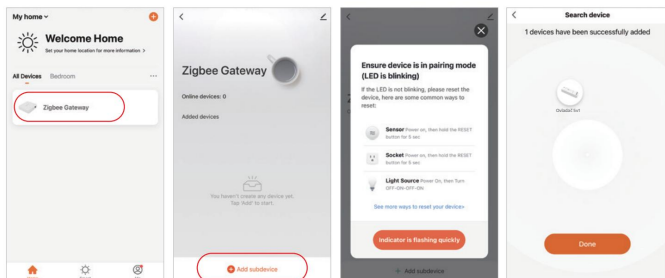 My home
Welcome Home
Set your home location for more information. >
All Devices Bedroom ...
Zigbee Gateway
Zigbee Gateway
Online devices: 0
Added devices
You haven't create any device yet.
Tap 'Add' to start.
Add subdevice
Ensure device is in pairing mode
(LED is blinking)
If the LED is not blinking, please reset the
device, here are some common ways to
reset:
Sensor Power on, then hold the RESET
button for 5 sec
Socket Power on, then hold the RESET
button for 5 sec
Light Source Power On, then Turn
OFF-ON-OFF-ON
See more ways to reset your device>
Indicator is flashing quickly
+ Add subdevice
Search device
1 devices have been successfully added
Done